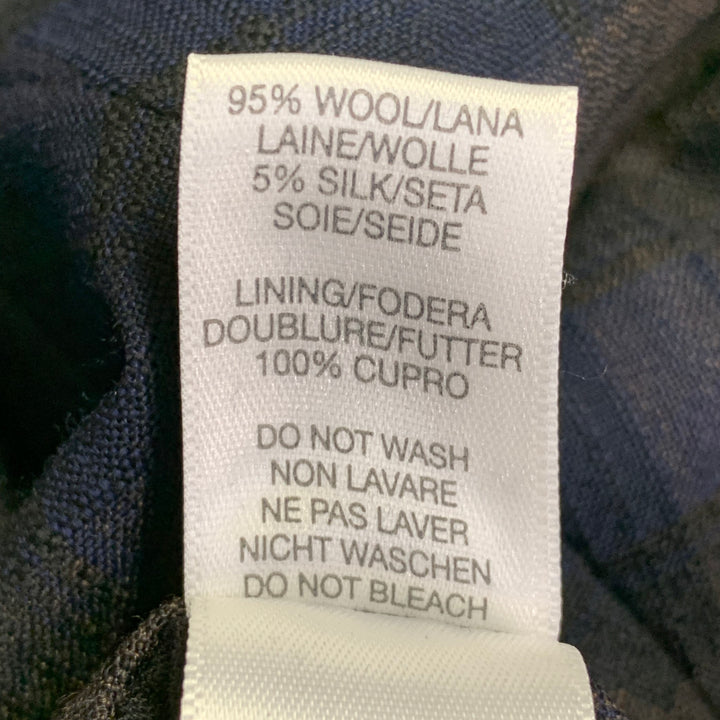 95% WOOL/LANA
LAINE/WOLLE
5% SILK/SETA
SOIE/SEIDE
LINING/FODERA
DOUBLURE/FUTTER
100% CUPRO
DO NOT WASH
NON LAVARE
NE PAS LAVER
NICHT WASCHEN
DO NOT BLEACH